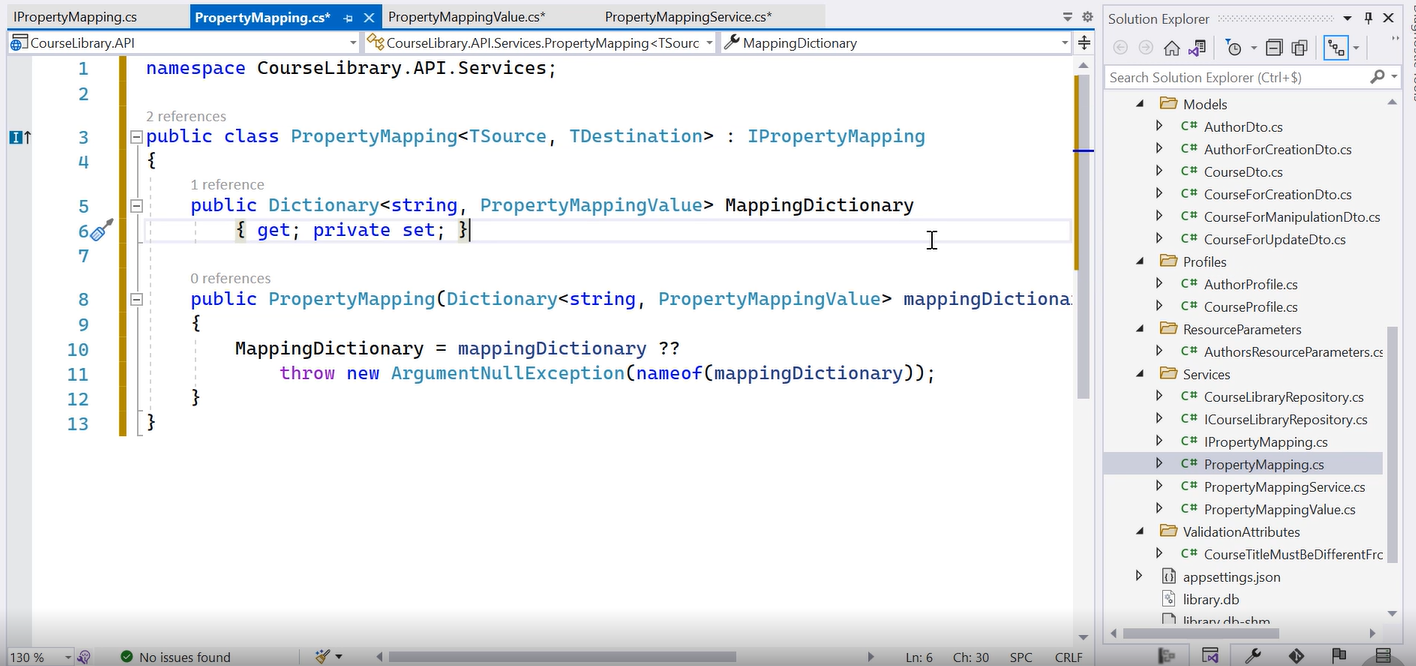 IPropertyMapping.cs PropertyMapping.cs* PropertyMappingValue.cs* PropertyMappingService.cs*
CourseLibrary.API CourseLibrary.API.Services.PropertyMapping<TSourc MappingDictionary
1 namespace CourseLibrary.API.Services;
2
2 references
3 public class PropertyMapping<TSource, TDestination> : IPropertyMapping
4 {
1 reference
5 public Dictionary<string, PropertyMappingValue> MappingDictionary
6 { get; private set; }
7
0 references
8 public PropertyMapping(Dictionary<string, PropertyMappingValue> mappingDictiona
9 {
10 MappingDictionary = mappingDictionary ??
11 throw new ArgumentNullException(nameof(mappingDictionary));
12 }
13 }
130 % No issues found Ln: 6 Ch: 30 SPC CRLF
Solution Explorer
Search Solution Explorer (Ctrl+$)
Models
C# AuthorDto.cs
C# AuthorForCreationDto.cs
C# CourseDto.cs
C# CourseForCreationDto.cs
C# CourseForManipulationDto.cs
C# CourseForUpdateDto.cs
Profiles
C# AuthorProfile.cs
C# CourseProfile.cs
ResourceParameters
C# AuthorsResourceParameters.cs
Services
C# CourseLibraryRepository.cs
C# ICourseLibraryRepository.cs
C# IPropertyMapping.cs
C# PropertyMapping.cs
C# PropertyMappingService.cs
C# PropertyMappingValue.cs
ValidationAttributes
C# CourseTitleMustBeDifferentFrc
appsettings.json
library.db
library.db-shm